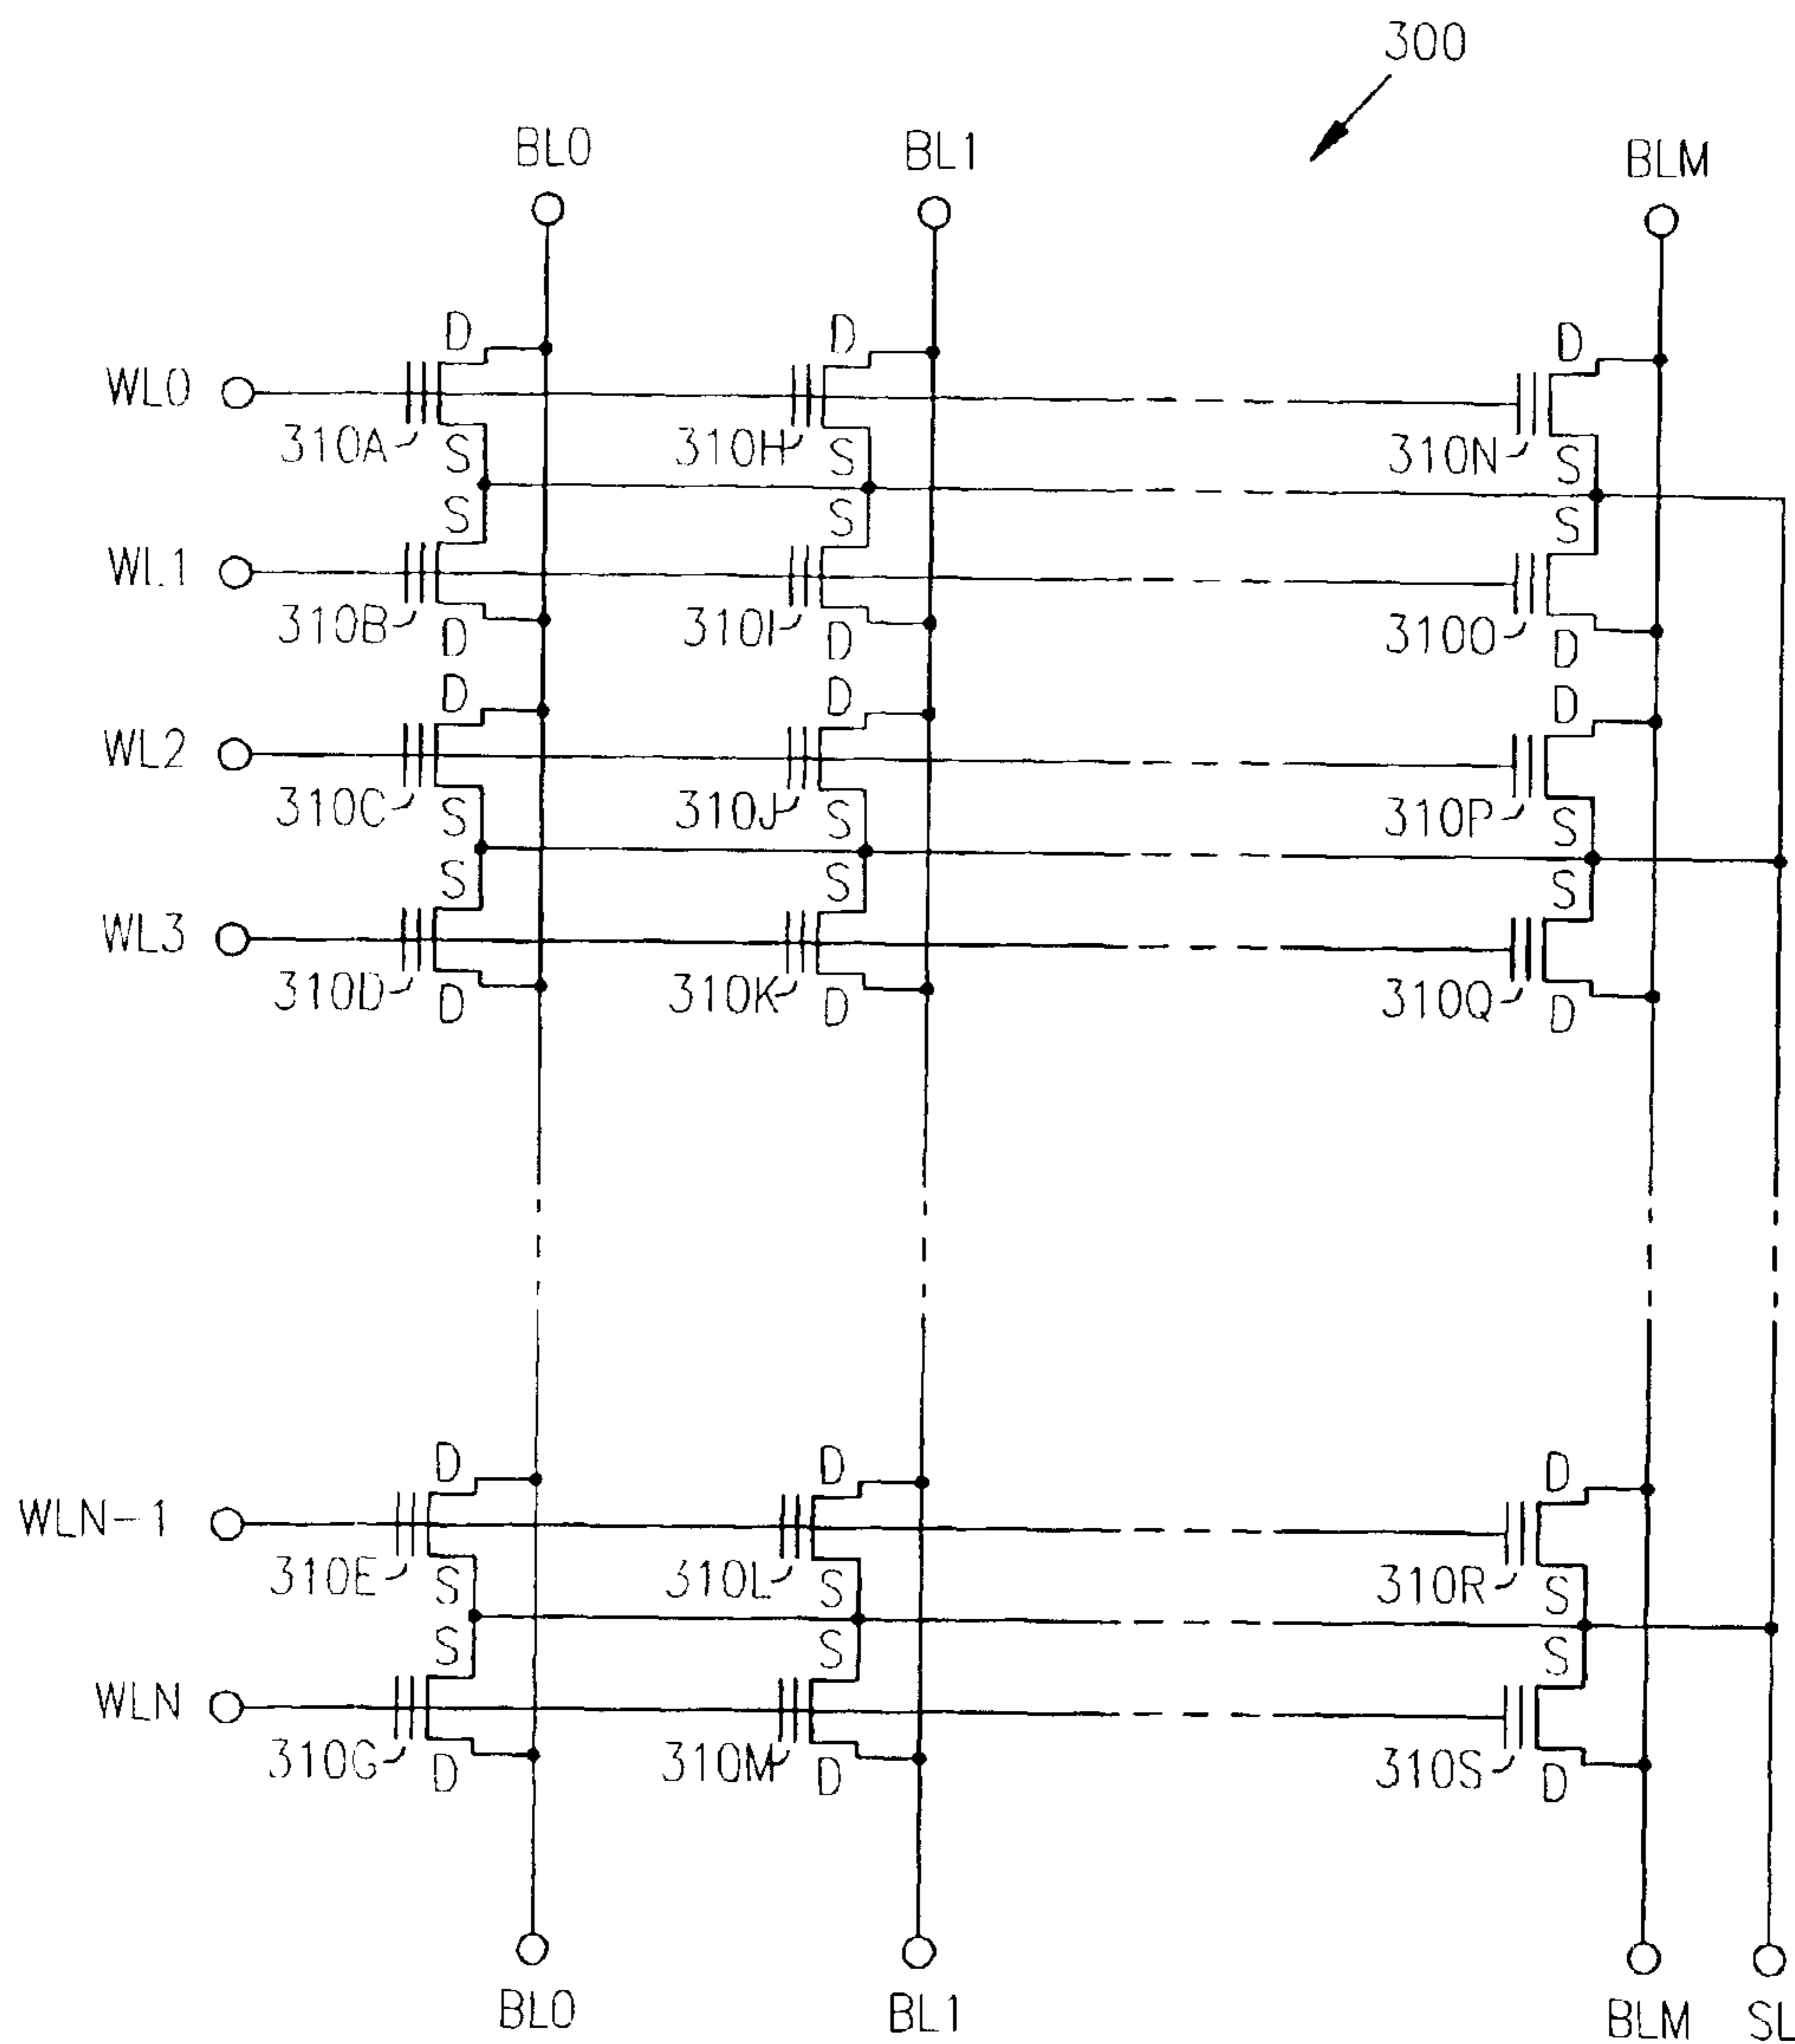 300
BL0 BL1 BLM
D D D
WL0
310A S 310H S 310N S
S S S
WL1
310B D 310I D 310O D
D D D
WL2
310C S 310J S 310P S
S S S
WL3
310D D 310K D 310Q D
D D D
WLN-1
310E S 310L S 310R S
S S S
WLN
310G D 310M D 310S D
BL0 BL1 BLM SL